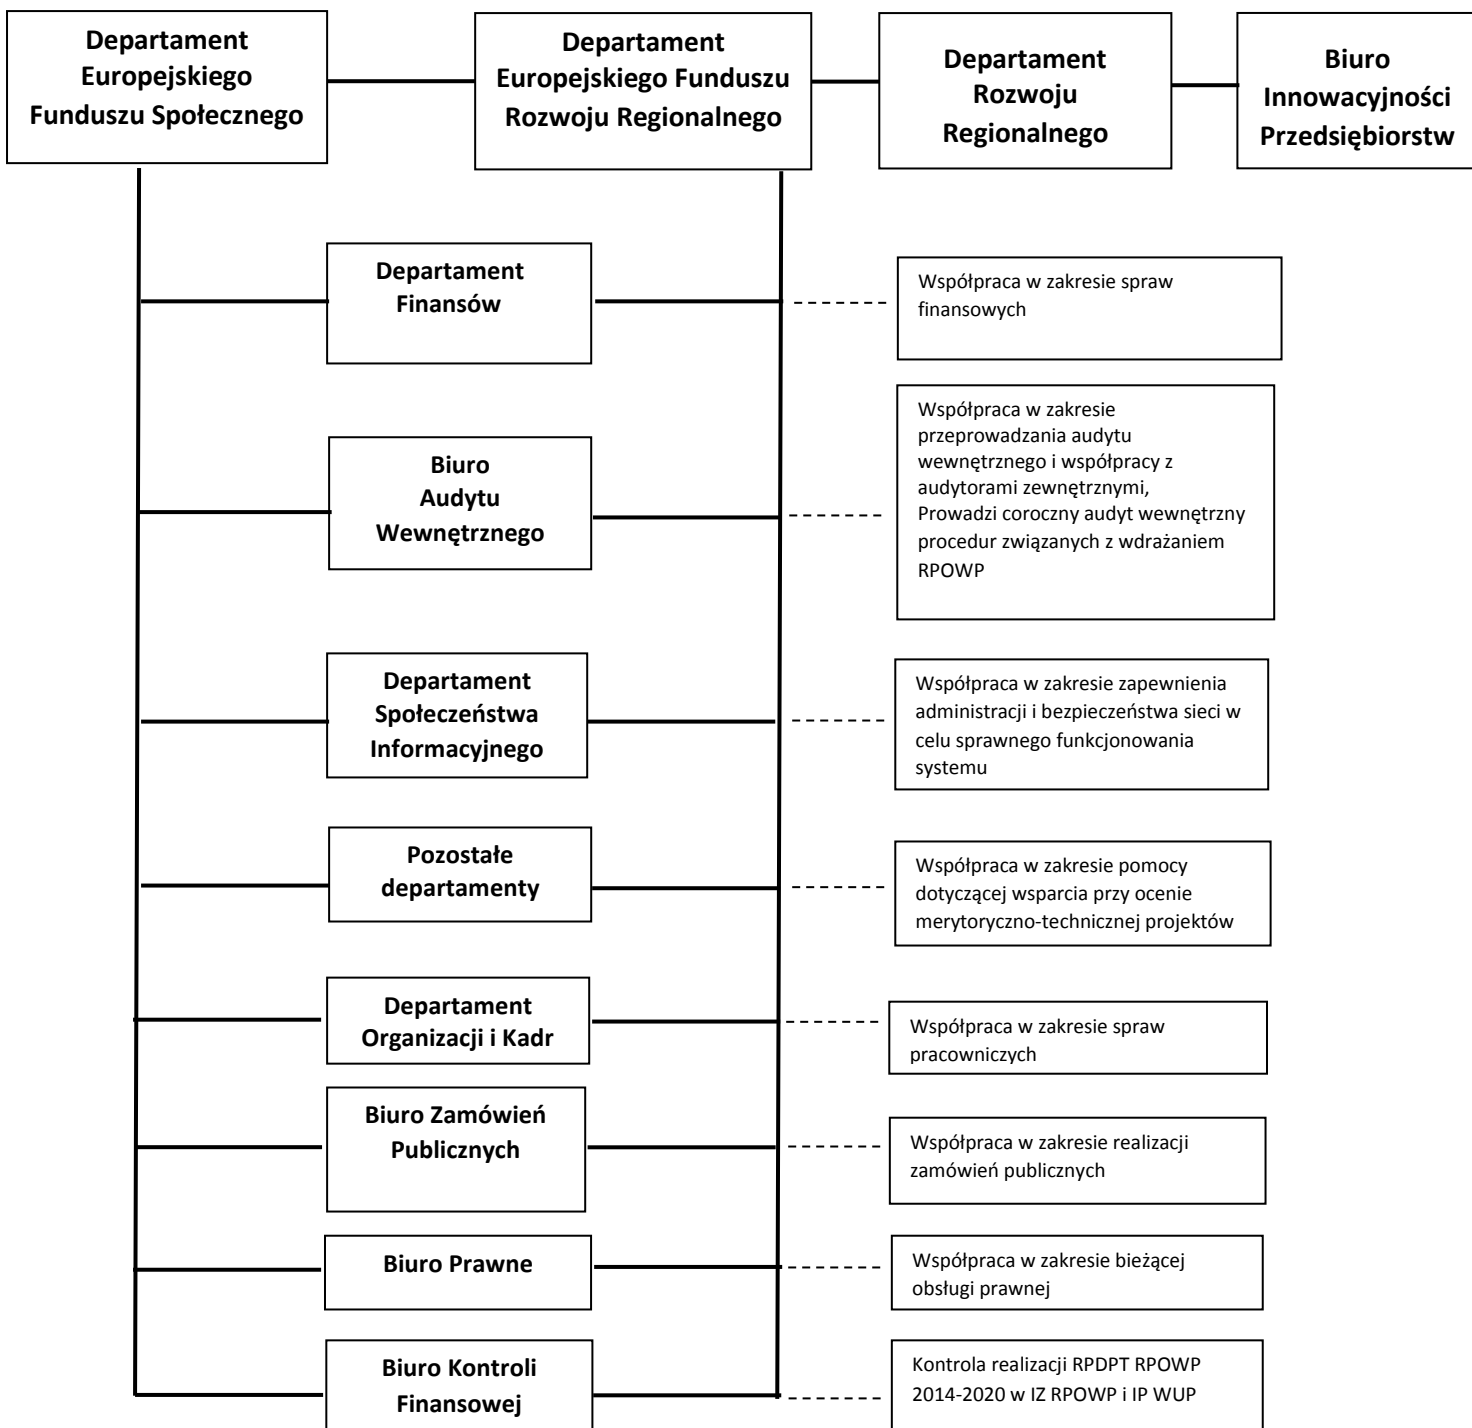 Departament
Europejskiego
Funduszu Społecznego
Departament
Europejskiego Funduszu
Rozwoju Regionalnego
Departament
Rozwoju
Regionalnego
Biuro
Innowacyjności
Przedsiębiorstw
Departament
Finansów
Współpraca w zakresie spraw
finansowych
Biuro
Audytu
Wewnętrznego
Współpraca w zakresie
przeprowadzania audytu
wewnętrznego i współpracy z
audytorami zewnętrznymi,
Prowadzi coroczny audyt wewnętrzny
procedur związanych z wdrażaniem
RPOWP
Departament
Społeczeństwa
Informacyjnego
Współpraca w zakresie zapewnienia
administracji i bezpieczeństwa sieci w
celu sprawnego funkcjonowania
systemu
Pozostałe
departamenty
Współpraca w zakresie pomocy
dotyczącej wsparcia przy ocenie
merytoryczno-technicznej projektów
Departament
Organizacji i Kadr
Współpraca w zakresie spraw
pracowniczych
Biuro Zamówień
Publicznych
Współpraca w zakresie realizacji
zamówień publicznych
Biuro Prawne
Współpraca w zakresie bieżącej
obsługi prawnej
Biuro Kontroli
Finansowej
Kontrola realizacji RPDPT RPOWP
2014-2020 w IZ RPOWP i IP WUP